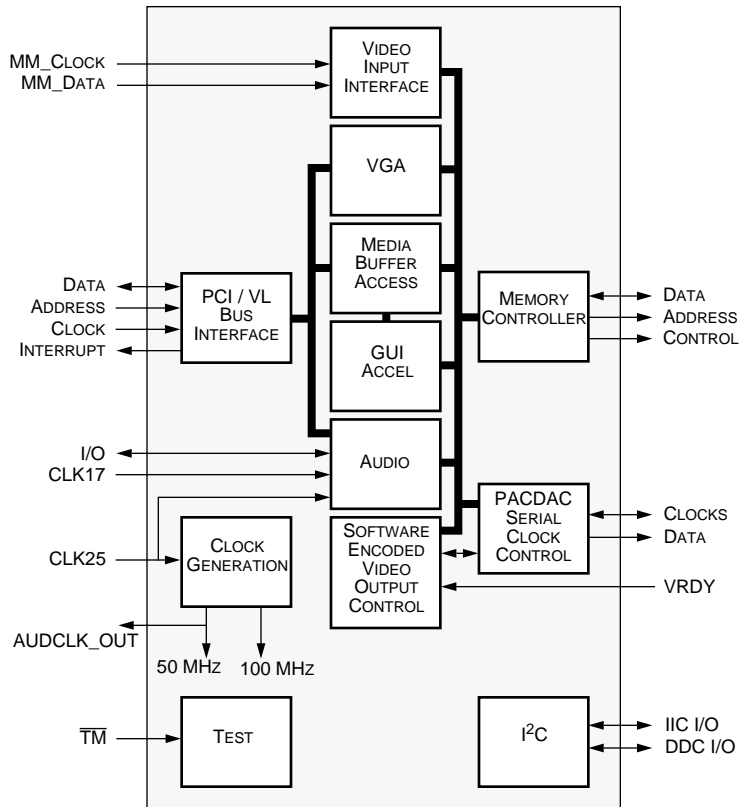 MM_CLOCK
MM_DATA
VIDEO
INPUT
INTERFACE
VGA
MEDIA
BUFFER
ACCESS
DATA
ADDRESS
CLOCK
INTERRUPT
PCI / VL
BUS
INTERFACE
MEMORY
CONTROLLER
DATA
ADDRESS
CONTROL
GUI
ACCEL
I/O
CLK17
AUDIO
PACDAC
SERIAL
CLOCK
CONTROL
CLOCKS
DATA
CLK25
CLOCK
GENERATION
SOFTWARE
ENCODED
VIDEO
OUTPUT
CONTROL
VRDY
AUDCLK_OUT
50 MHZ
100 MHZ
TM
TEST
I²C
IIC I/O
DDC I/O